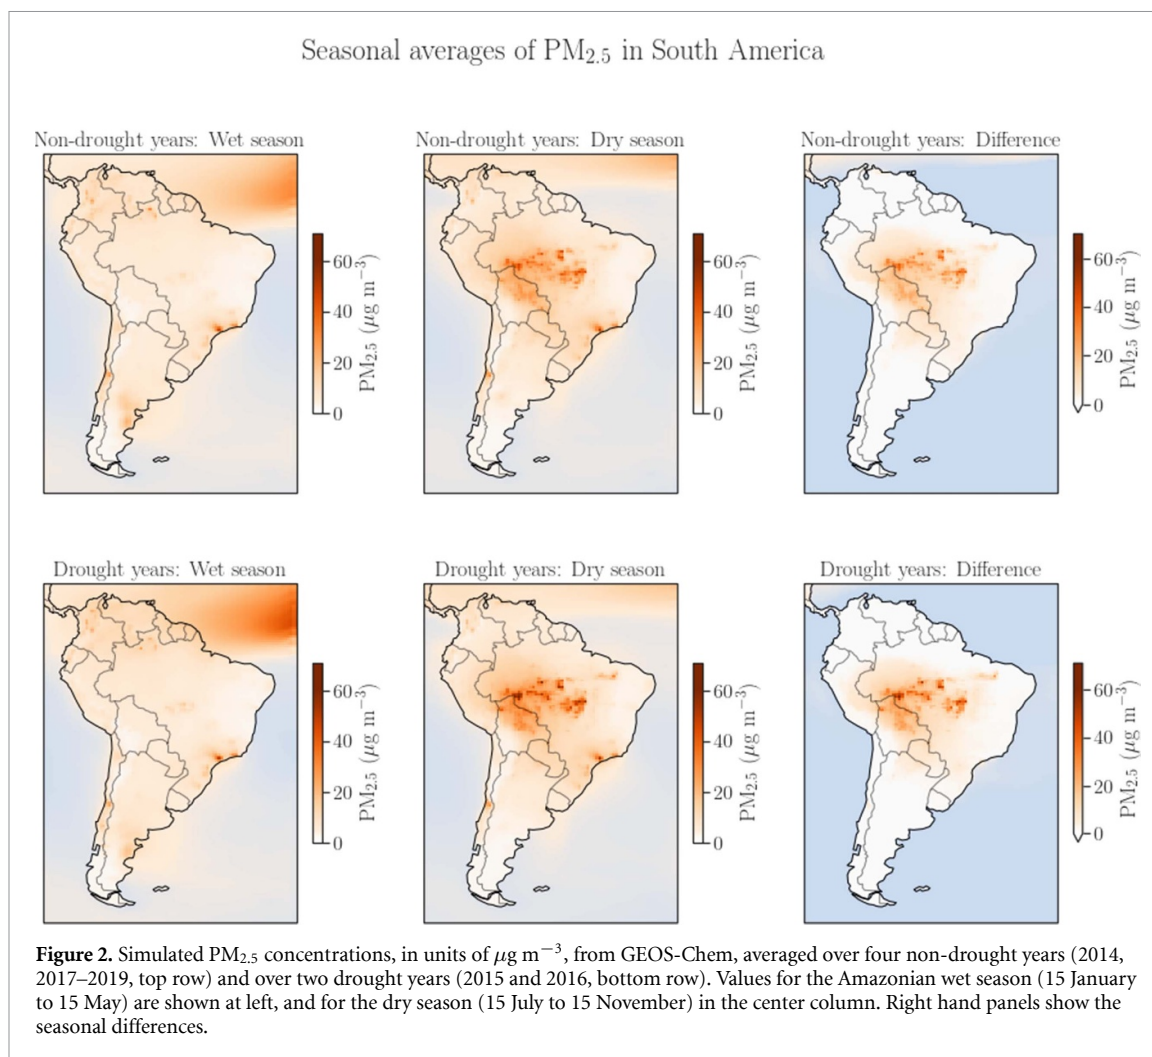 Seasonal averages of PM2.5 in South America
Non-drought years: Wet season
Non-drought years: Dry season
Non-drought years: Difference
60
40
20
0
PM2.5 (μg m−3)
60
40
20
0
PM2.5 (μg m−3)
60
40
20
0
PM2.5 (μg m−3)
Drought years: Wet season
Drought years: Dry season
Drought years: Difference
60
40
20
0
PM2.5 (μg m−3)
60
40
20
0
PM2.5 (μg m−3)
60
40
20
0
PM2.5 (μg m−3)
Figure 2. Simulated PM2.5 concentrations, in units of μg m−3, from GEOS-Chem, averaged over four non-drought years (2014,
2017–2019, top row) and over two drought years (2015 and 2016, bottom row). Values for the Amazonian wet season (15 January
to 15 May) are shown at left, and for the dry season (15 July to 15 November) in the center column. Right hand panels show the
seasonal differences.